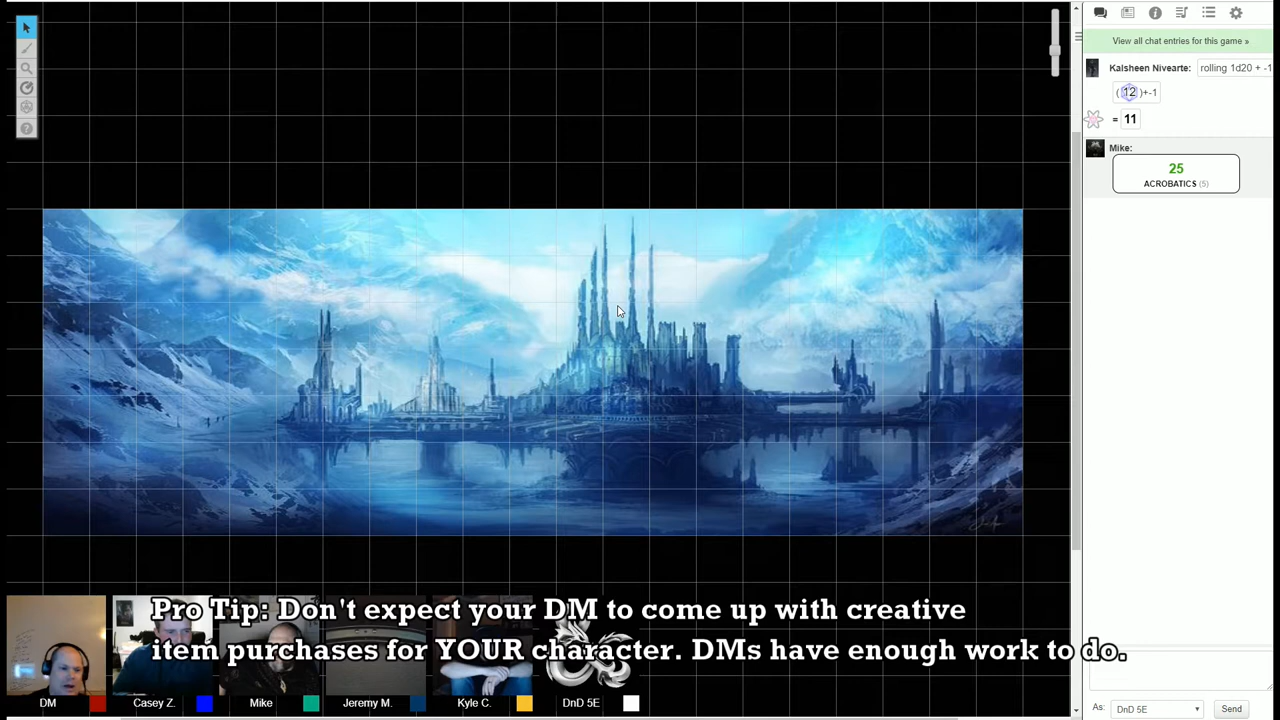 View all chat entries for this game »
Kalsheen Nivearte:
rolling 1d20 + -1
(12)+-1
= 11
Mike:
25
ACROBATICS (5)
Pro Tip: Don't expect your DM to come up with creative
item purchases for YOUR character. DMs have enough work to do.
DM
Casey Z.
Mike
Jeremy M.
Kyle C.
DnD 5E
As:
DnD 5E
Send